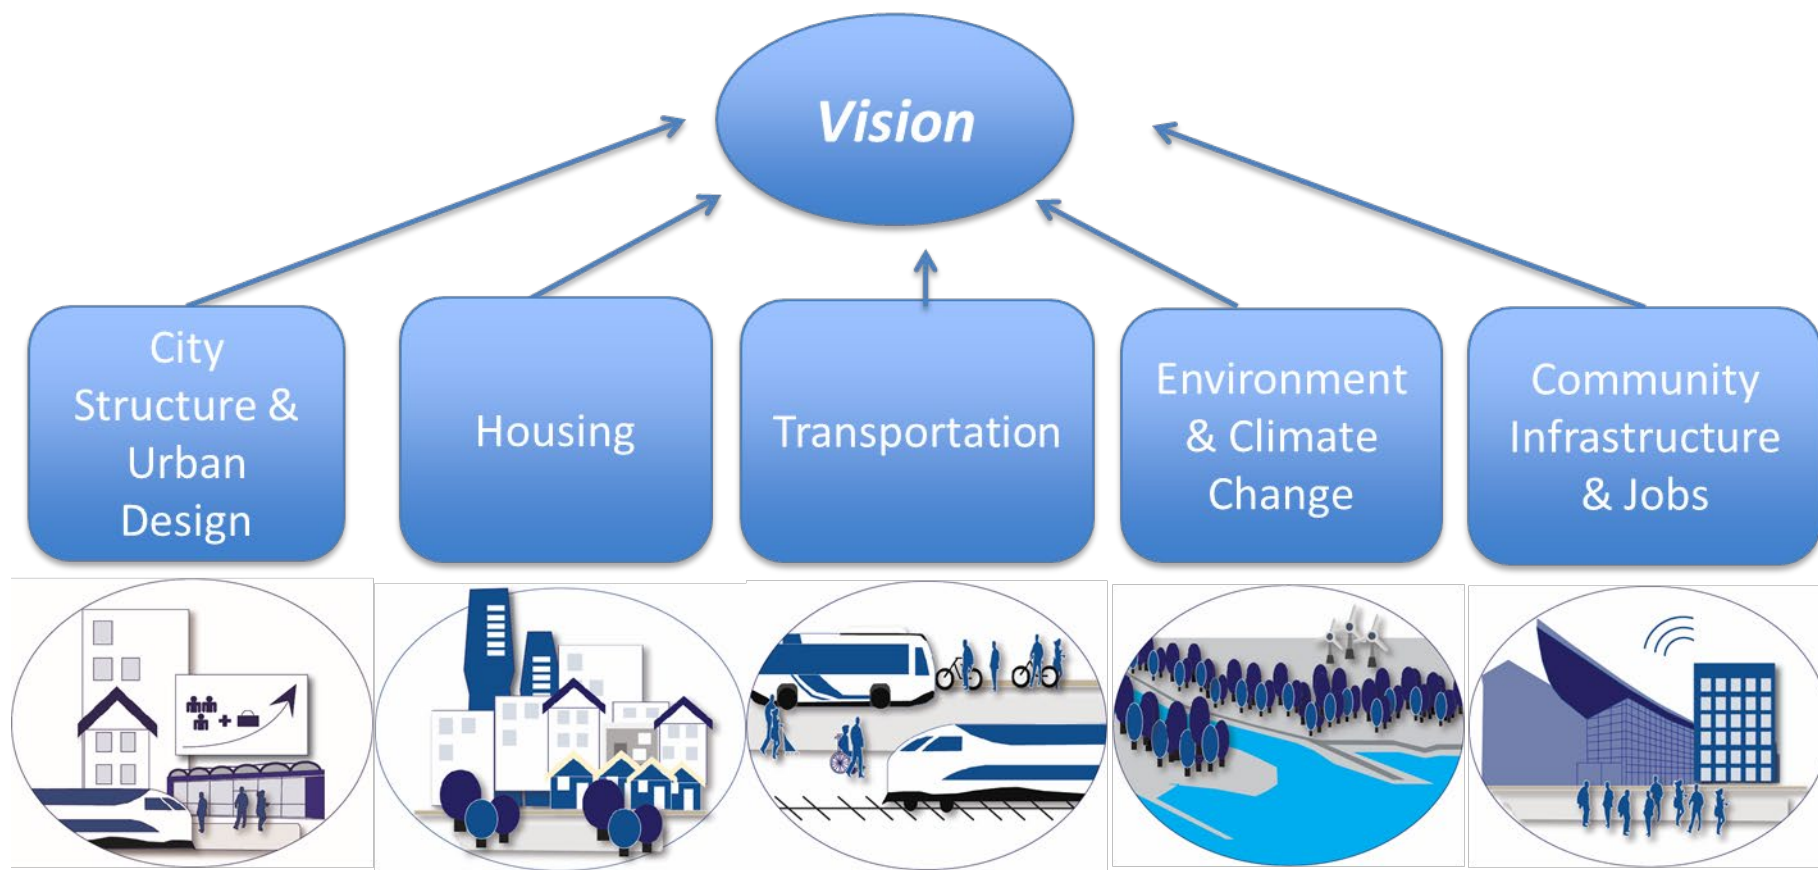 Vision
City
Structure &
Urban
Design
Housing
Transportation
Environment
& Climate
Change
Community
Infrastructure
& Jobs